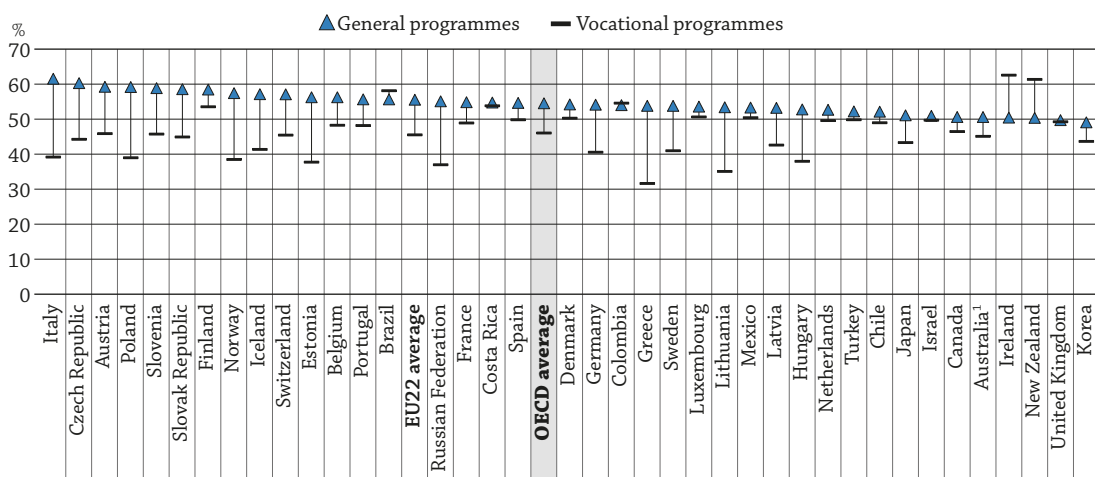 General programmes
Vocational programmes
%
70
60
50
40
30
20
10
0
Italy
Czech Republic
Austria
Poland
Slovenia
Slovak Republic
Finland
Norway
Iceland
Switzerland
Estonia
Belgium
Portugal
Brazil
EU22 average
Russian Federation
France
Costa Rica
Spain
OECD average
Denmark
Germany
Colombia
Greece
Sweden
Luxembourg
Lithuania
Mexico
Latvia
Hungary
Netherlands
Turkey
Chile
Japan
Israel
Canada
Australia¹
Ireland
New Zealand
United Kingdom
Korea